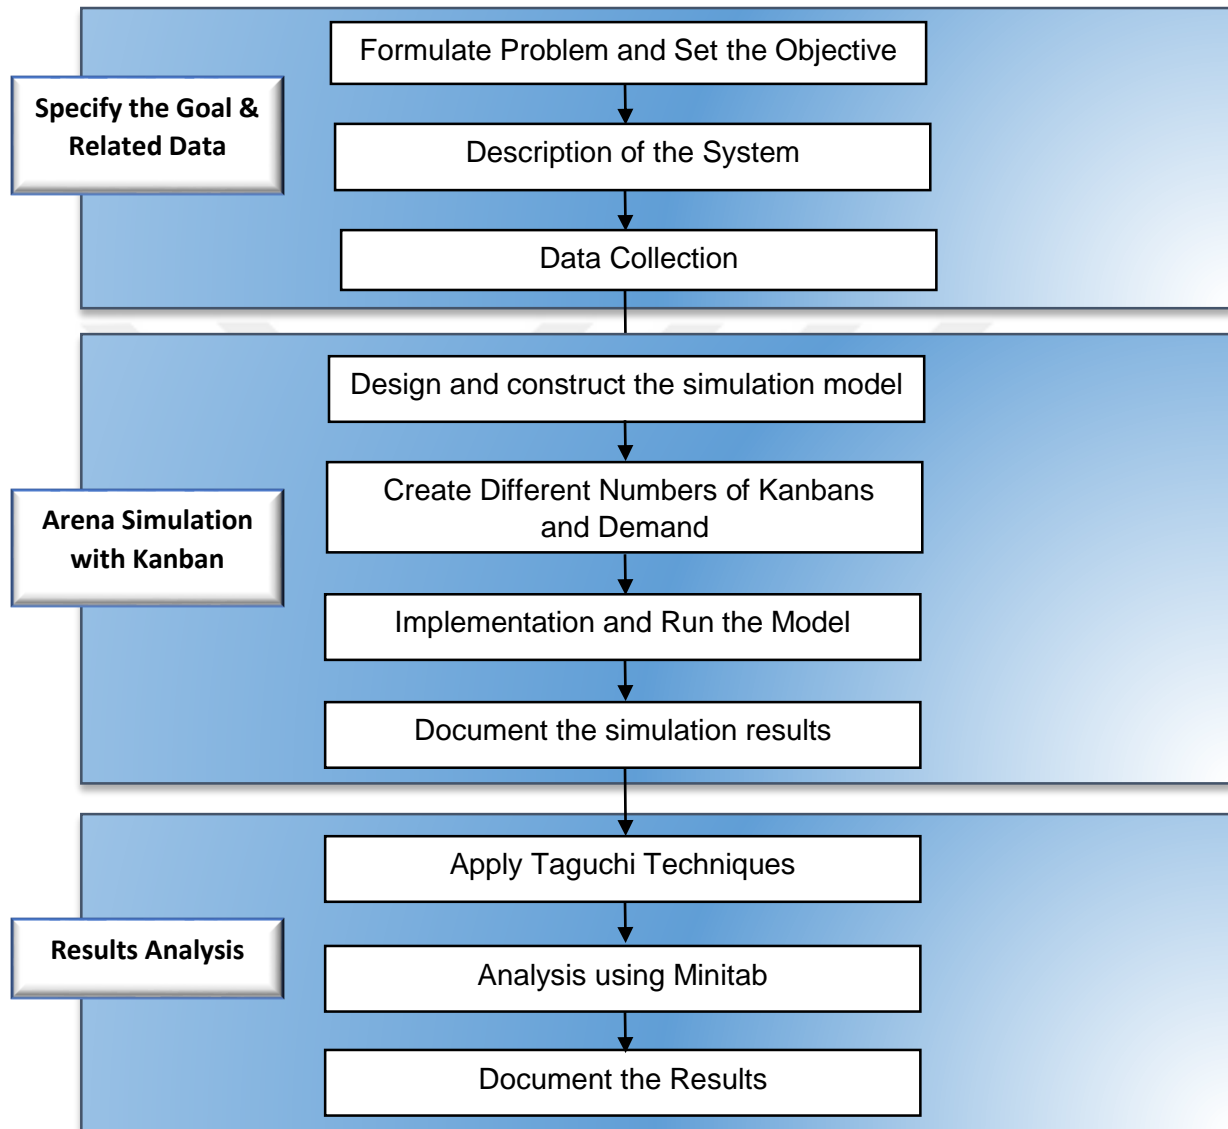 Formulate Problem and Set the Objective
Specify the Goal &
Related Data
Description of the System
Data Collection
Design and construct the simulation model
Create Different Numbers of Kanbans
and Demand
Arena Simulation
with Kanban
Implementation and Run the Model
Document the simulation results
Apply Taguchi Techniques
Results Analysis
Analysis using Minitab
Document the Results